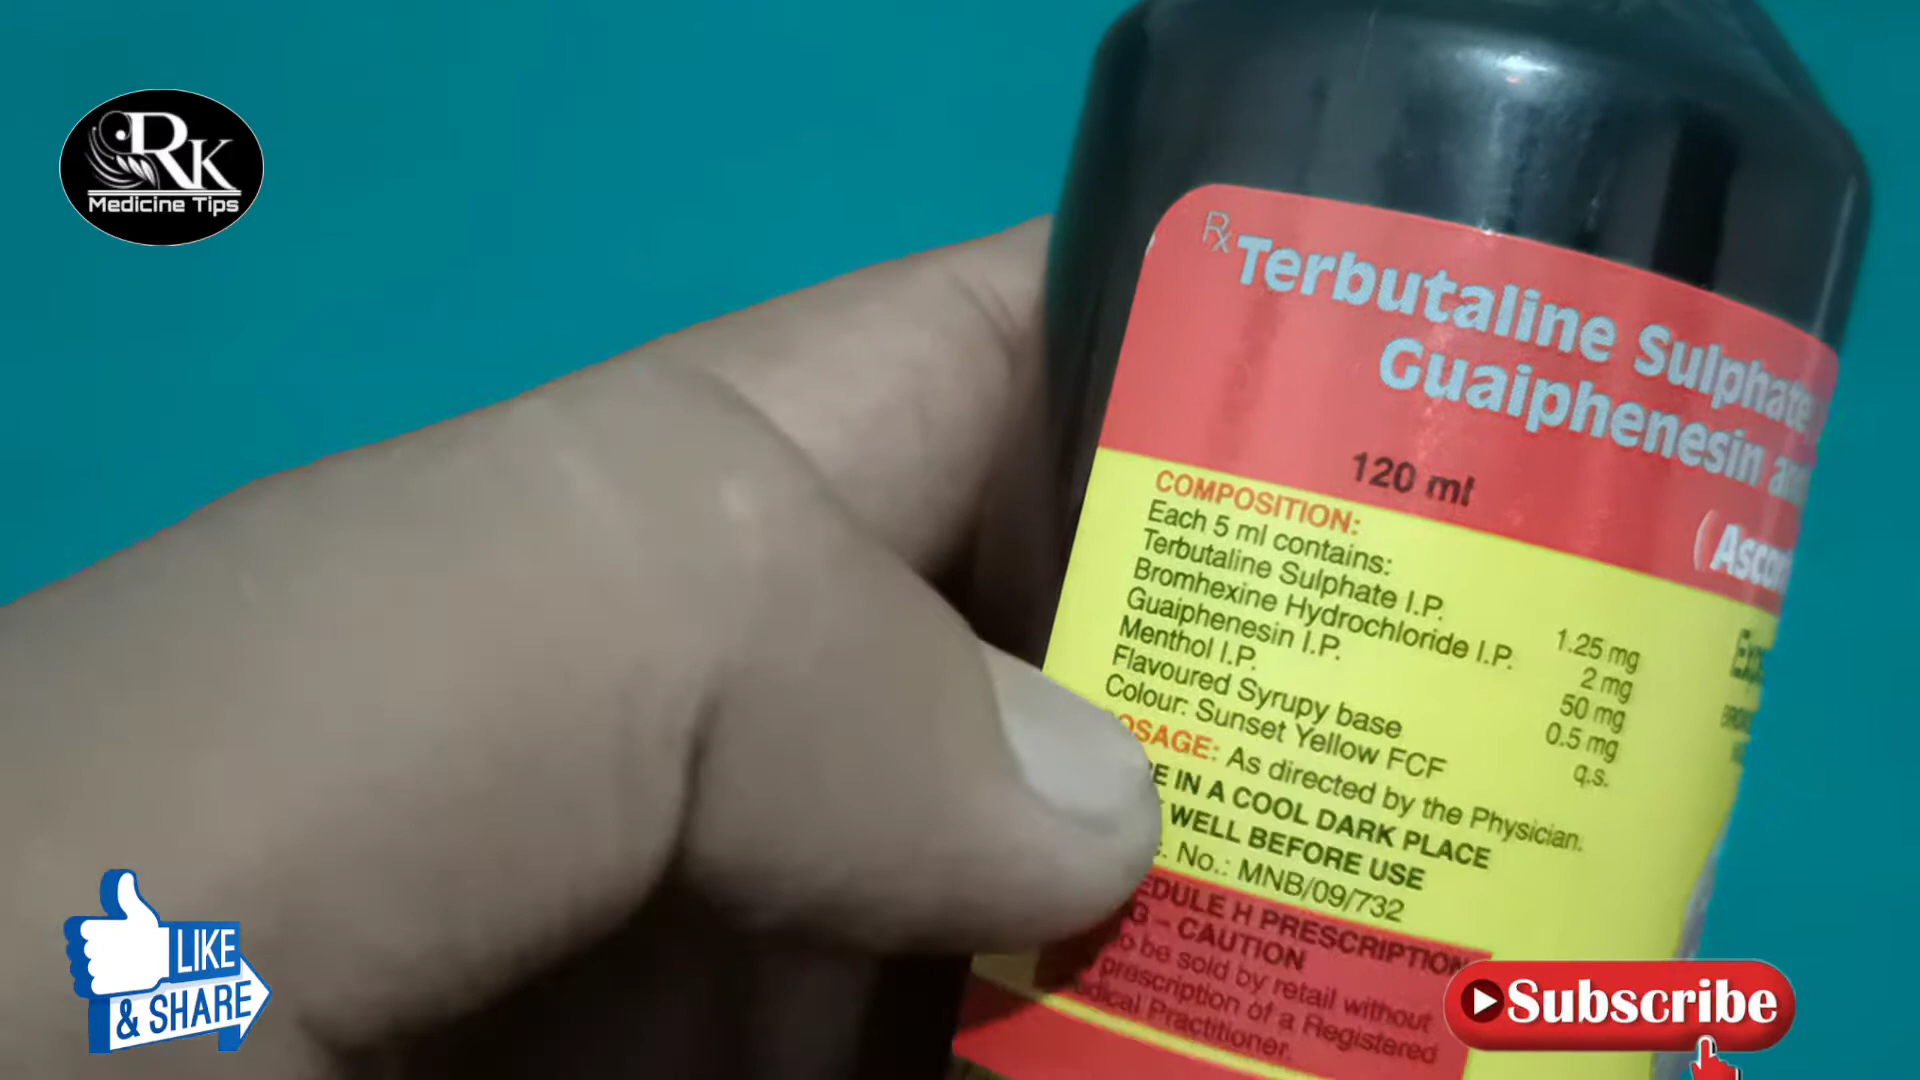 RK
Medicine Tips
Rx Terbutaline Sulphate
Guaiphenesin
120 ml
COMPOSITION:
Each 5 ml contains:
Terbutaline Sulphate I.P. 1.25 mg
Bromhexine Hydrochloride I.P. 2 mg
Guaiphenesin I.P. 50 mg
Menthol I.P. 0.5 mg
Flavoured Syrupy base q.s.
Colour: Sunset Yellow FCF
OSAGE: As directed by the Physician.
E IN A COOL DARK PLACE
WELL BEFORE USE
No.: MNB/09/732
EDULE H PRESCRIPTION
G - CAUTION
be sold by retail without
prescription of a Registered
dical Practitioner.
LIKE
& SHARE
Subscribe